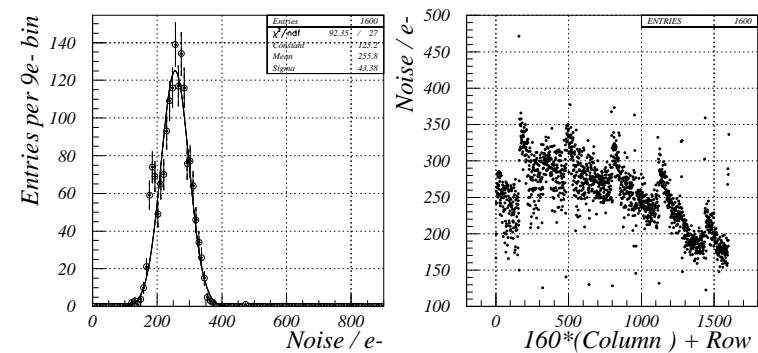 Entries per 9e- bin
140
120
100
80
60
40
20
0
Entries 1600
χ²/ndf 92.35 / 27
Constant 125.2
Mean 255.8
Sigma 43.38
0 200 400 600 800
Noise / e-
Noise / e-
500
450
400
350
300
250
200
150
100
ENTRIES 1600
0 500 1000 1500
160*(Column ) + Row